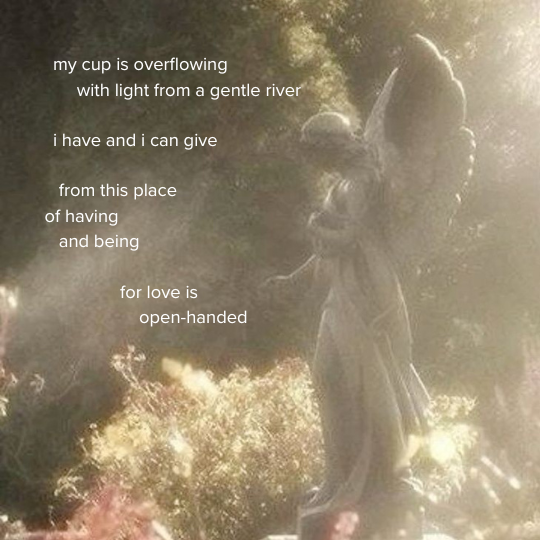 my cup is overflowing
with light from a gentle river
i have and i can give
from this place
of having
and being
for love is
open-handed